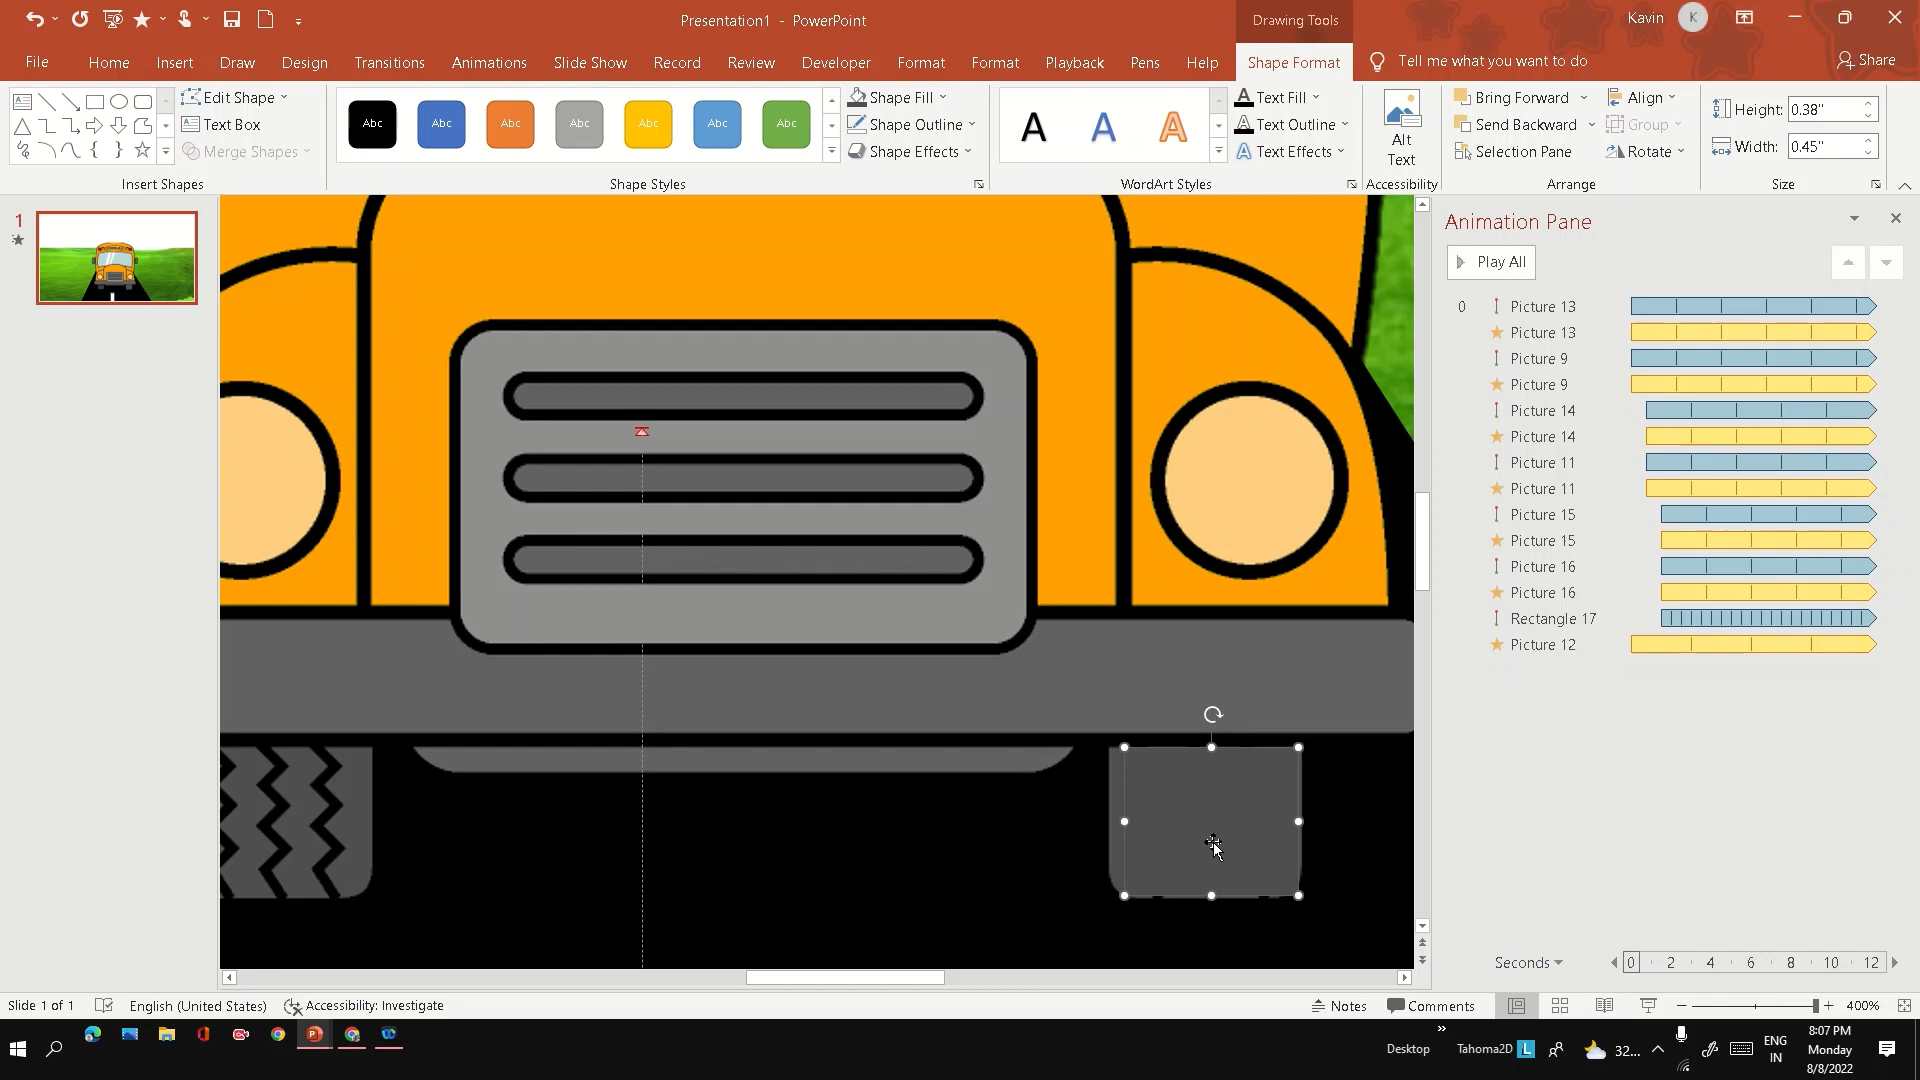 Presentation1 - PowerPoint
Drawing Tools
Kavin
K
File Home Insert Draw Design Transitions Animations Slide Show Record Review Developer Format Format Playback Pens Help Shape Format Tell me what you want to do Share
Edit Shape
Text Box
Merge Shapes
Insert Shapes
Abc Abc Abc Abc Abc Abc Abc
Shape Styles
Shape Fill
Shape Outline
Shape Effects
A A A
WordArt Styles
Text Fill
Text Outline
Text Effects
Alt
Text
Accessibility
Bring Forward
Send Backward
Selection Pane
Align
Group
Rotate
Arrange
Height: 0.38"
Width: 0.45"
Size
1
Animation Pane
Play All
0 Picture 13
Picture 13
Picture 9
Picture 9
Picture 14
Picture 14
Picture 11
Picture 11
Picture 15
Picture 15
Picture 16
Picture 16
Rectangle 17
Picture 12
Seconds 0 2 4 6 8 10 12
Slide 1 of 1 English (United States) Accessibility: Investigate Notes Comments 400%
Desktop
Tahoma2D L
32...
ENG
IN
8:07 PM
Monday
8/8/2022